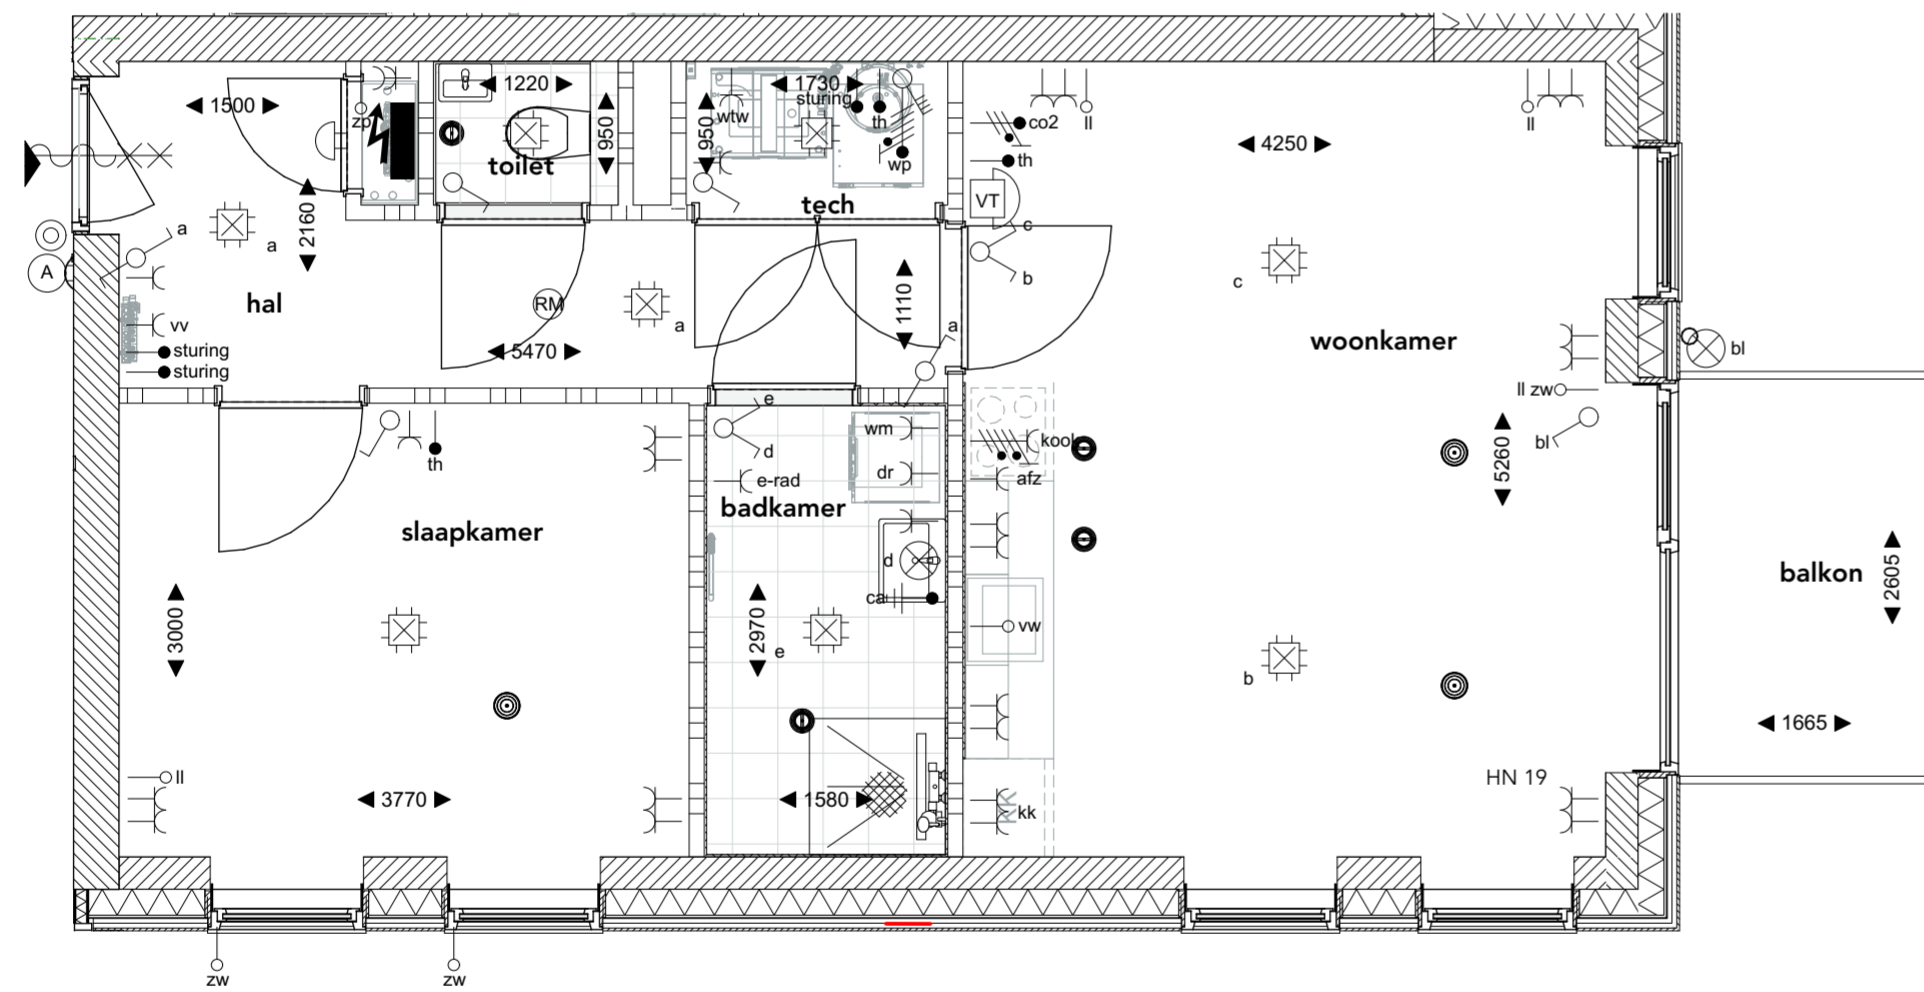 1500
zp
1220
950
toilet
950
wtw
1730
sturing
th
wp
tech
co2
th
VT
c
b
ll
ll
4250
c
a
a
A
2160
hal
vv
sturing
sturing
RM
a
5470
1110
a
woonkamer
bl
ll zw
bl
5260
th
slaapkamer
3000
3770
ll
e
d
wm
e-rad
dr
badkamer
d
ca
2970
e
1580
kook
afz
vw
KK
kk
b
HN 19
balkon
2605
1665
zw
zw